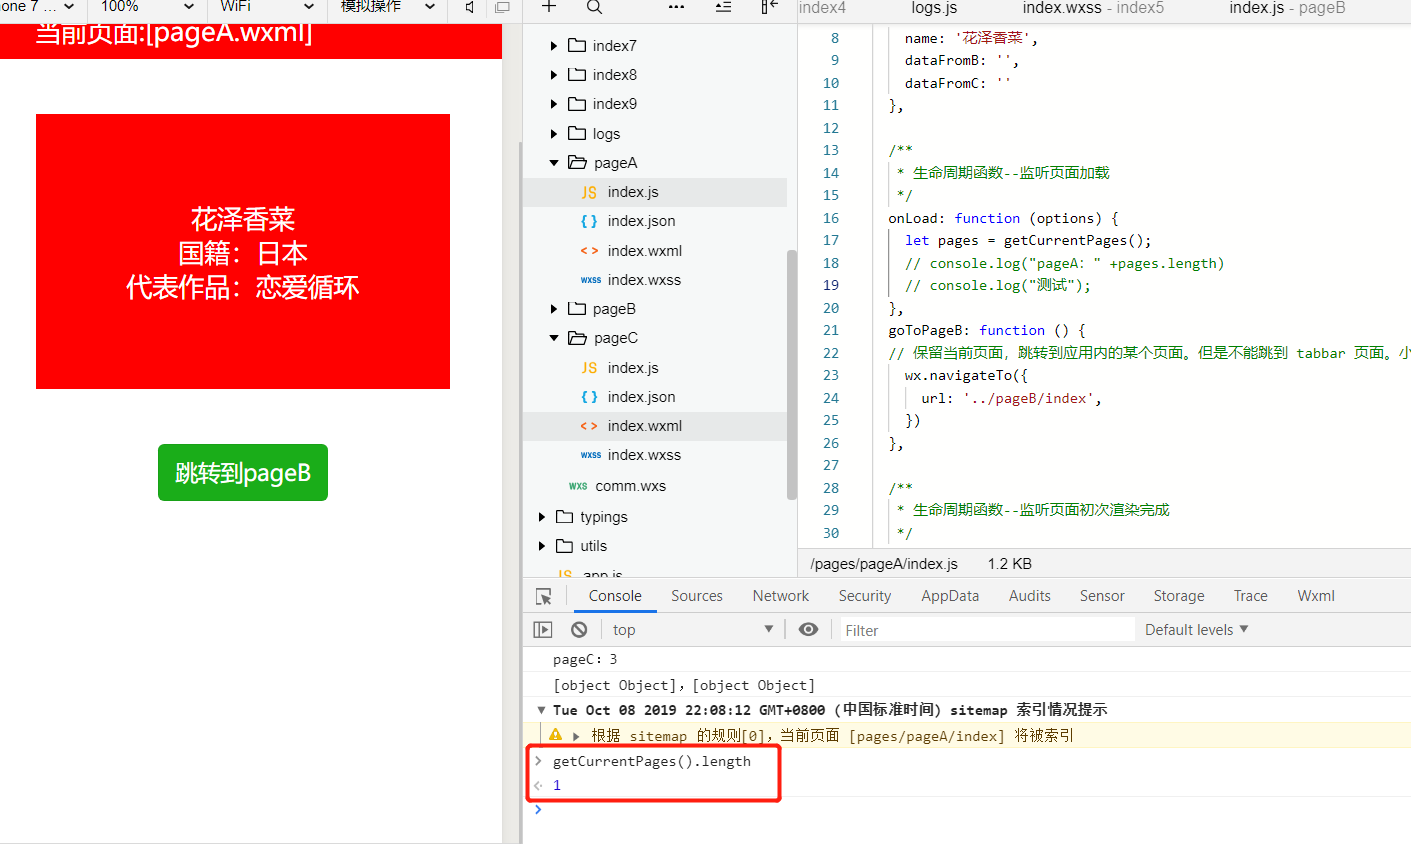 one 7 ...
100%
WiFi
模拟操作
当前页面:[pageA.wxml]
花泽香菜
国籍：日本
代表作品：恋爱循环
跳转到pageB
index7
index8
index9
logs
pageA
JS index.js
{ } index.json
< > index.wxml
wxss index.wxss
pageB
pageC
JS index.js
{ } index.json
< > index.wxml
wxss index.wxss
wxs comm.wxs
typings
utils
JS app.js
index4
logs.js
index.wxss - index5
index.js - pageB
8 name: '花泽香菜',
9 dataFromB: '',
10 dataFromC: ''
11 },
12
13 /**
14 * 生命周期函数--监听页面加载
15 */
16 onLoad: function (options) {
17 let pages = getCurrentPages();
18 // console.log("pageA：" +pages.length)
19 // console.log("测试");
20 },
21 goToPageB: function () {
22 // 保留当前页面，跳转到应用内的某个页面。但是不能跳到 tabbar 页面。小
23 wx.navigateTo({
24 url: '../pageB/index',
25 })
26 },
27
28 /**
29 * 生命周期函数--监听页面初次渲染完成
30 */
/pages/pageA/index.js 1.2 KB
Console Sources Network Security AppData Audits Sensor Storage Trace Wxml
top
Filter
Default levels
pageC：3
[object Object],[object Object]
Tue Oct 08 2019 22:08:12 GMT+0800 (中国标准时间) sitemap 索引情况提示
根据 sitemap 的规则[0]，当前页面 [pages/pageA/index] 将被索引
getCurrentPages().length
1